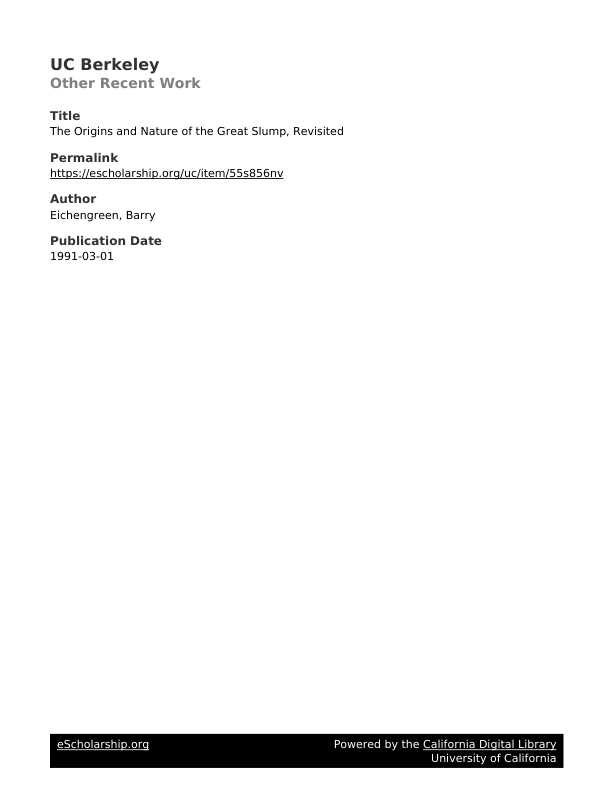 UC Berkeley
Other Recent Work
Title
The Origins and Nature of the Great Slump, Revisited
Permalink
https://escholarship.org/uc/item/55s856nv
Author
Eichengreen, Barry
Publication Date
1991-03-01
eScholarship.org
Powered by the California Digital Library
University of California